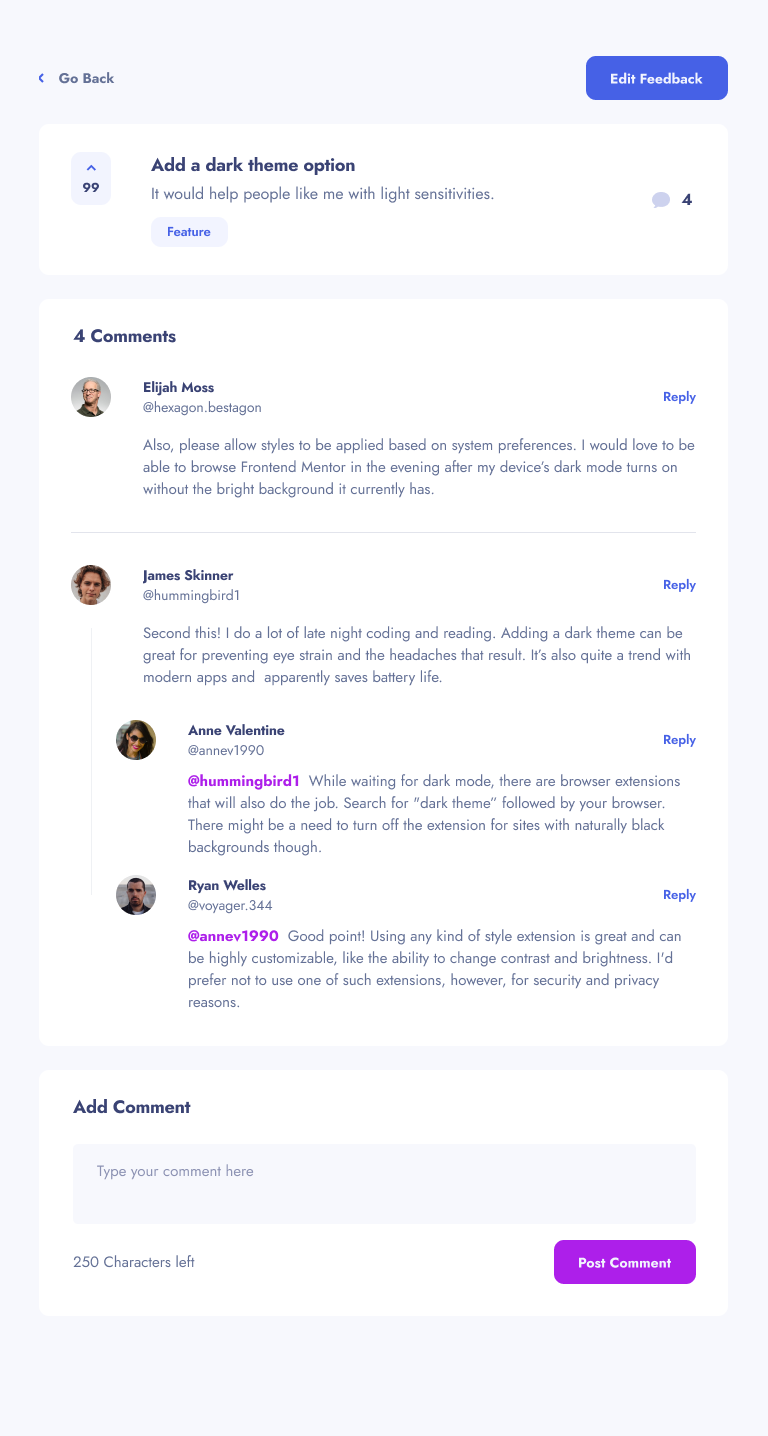 Go Back
Edit Feedback
99
Add a dark theme option
It would help people like me with light sensitivities.
Feature
4
4 Comments
Elijah Moss
@hexagon.bestagon
Reply
Also, please allow styles to be applied based on system preferences. I would love to be
able to browse Frontend Mentor in the evening after my device’s dark mode turns on
without the bright background it currently has.
James Skinner
@hummingbird1
Reply
Second this! I do a lot of late night coding and reading. Adding a dark theme can be
great for preventing eye strain and the headaches that result. It’s also quite a trend with
modern apps and  apparently saves battery life.
Anne Valentine
@annev1990
Reply
@hummingbird1  While waiting for dark mode, there are browser extensions
that will also do the job. Search for "dark theme” followed by your browser.
There might be a need to turn off the extension for sites with naturally black
backgrounds though.
Ryan Welles
@voyager.344
Reply
@annev1990  Good point! Using any kind of style extension is great and can
be highly customizable, like the ability to change contrast and brightness. I'd
prefer not to use one of such extensions, however, for security and privacy
reasons.
Add Comment
Type your comment here
250 Characters left
Post Comment